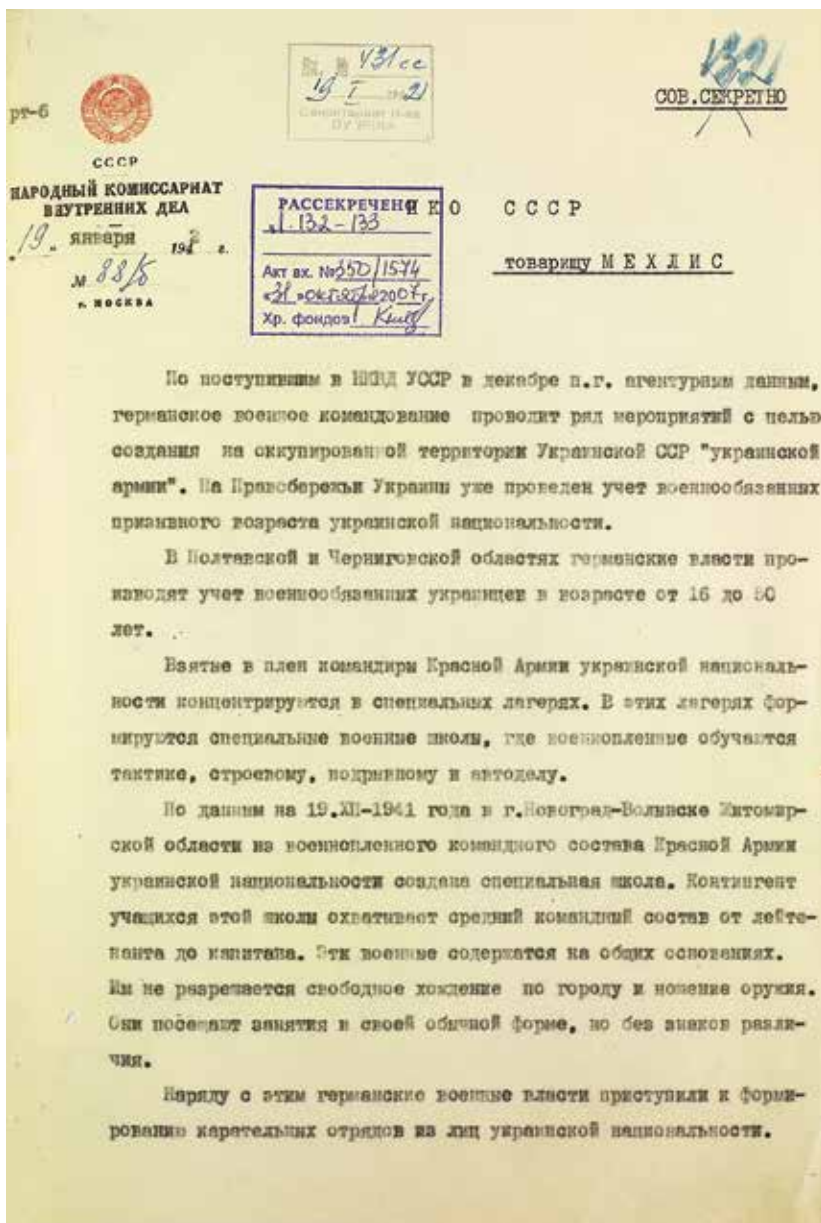 132
431сс
19 I 1942
СОВ.СЕКРЕТНО
рт-6
СССР
НАРОДНЫЙ КОМИССАРИАТ
ВНУТРЕННИХ ДЕЛ
"19" января 1942 г.
№ 88/Б
г. МОСКВА
РАССЕКРЕЧЕНО
л. 132-133
Акт вх. № 350/1574
«31» октября 2007 г.
Хр. фондов
НКО СССР
товарищу МЕХЛИС
По поступившим в НКВД УССР в декабре п.г. агентурным данным,
германское военное командование проводит ряд мероприятий с целью
создания на оккупированной территории Украинской ССР "украинской
армии". На Правобережьи Украины уже проведен учет военнообязанных
призывного возраста украинской национальности.
В Полтавской и Черниговской областях германские власти про-
изводят учет военнообязанных украинцев в возрасте от 16 до 50
лет.
Взятые в плен командиры Красной Армии украинской националь-
ности концентрируются в специальных лагерях. В этих лагерях фор-
мируются специальные военные школы, где военнопленные обучаются
тактике, строевому, подрывному и автоделу.
По данным на 19.XII-1941 года в г.Новоград-Волынске Житомир-
ской области из военнопленного командного состава Красной Армии
украинской национальности создана специальная школа. Контингент
учащихся этой школы охватывает средний командный состав от лейте-
нанта до капитана. Эти военные содержатся на общих основаниях.
Им не разрешается свободное хождение по городу и ношение оружия.
Они посещают занятия в своей обычной форме, но без знаков разли-
чия.
Наряду с этим германские военные власти приступили к форми-
рованию карательных отрядов из лиц украинской национальности.